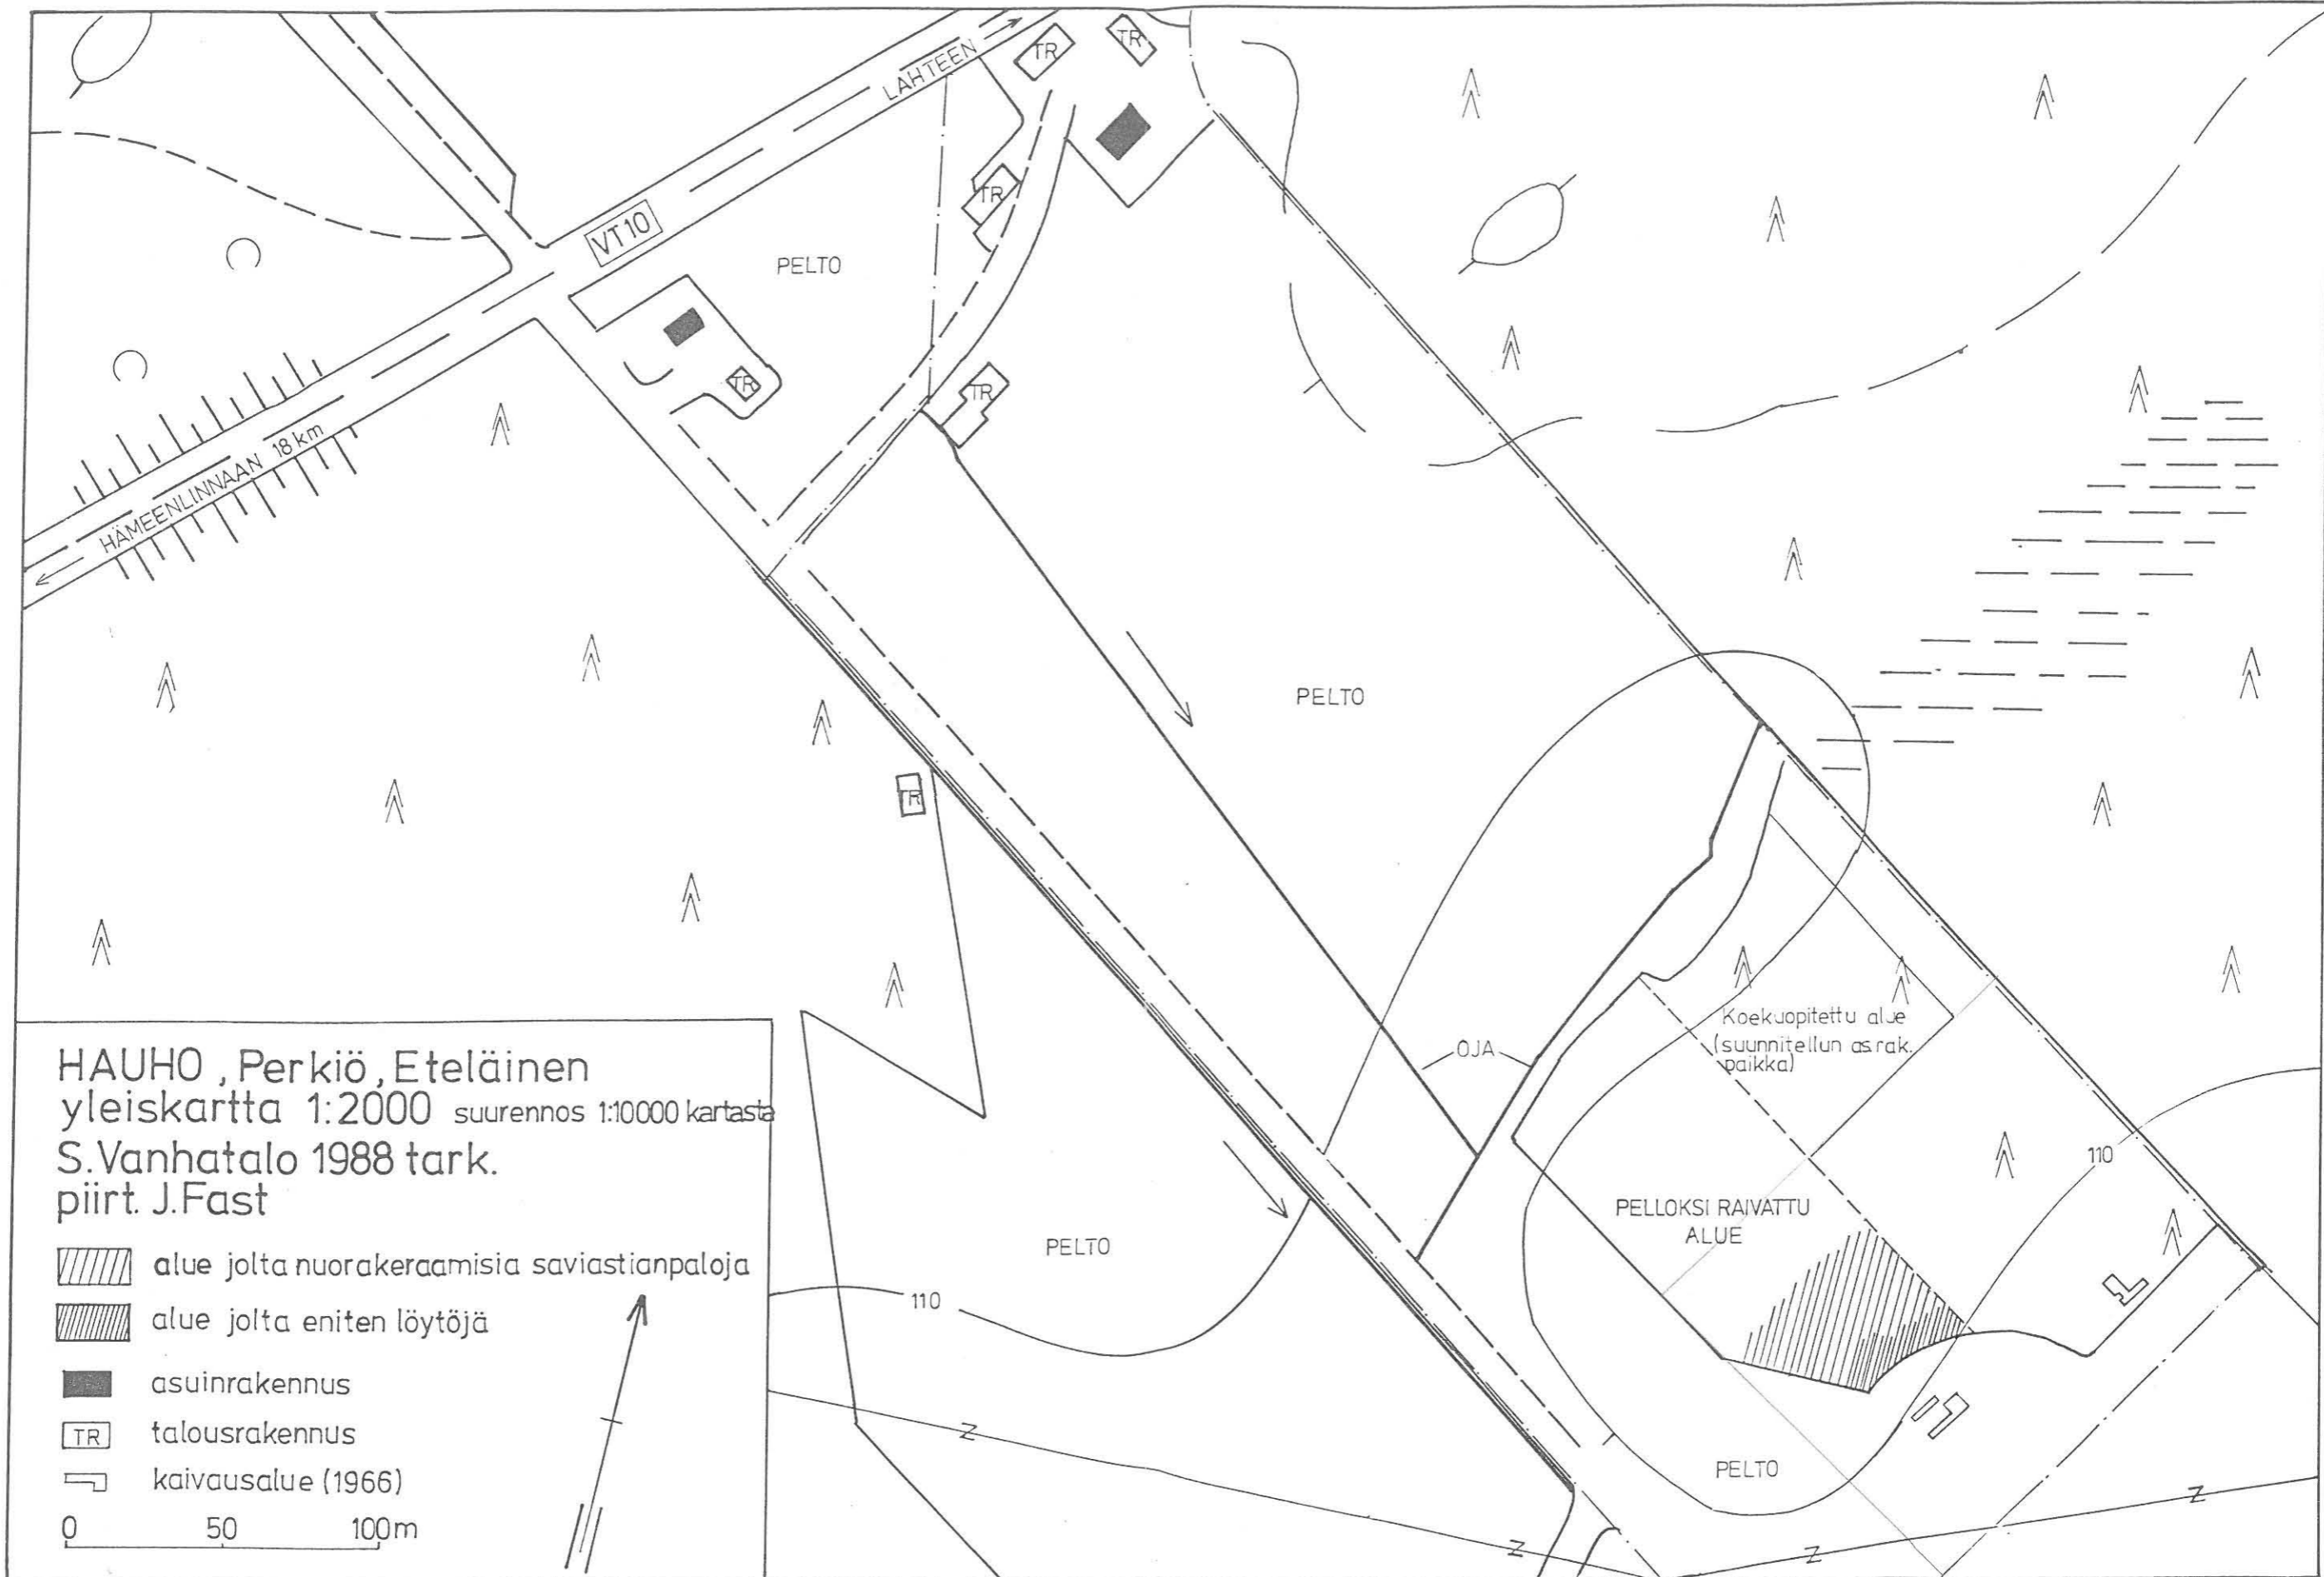 LAHTEEN
TR
TR
TR
VT 10
PELTO
TR
TR
HÄMEENLINNAAN 18 km
PELTO
TR
Koekuopitettu alue
(suunnitellun as.rak.
paikka)
OJA
110
PELLOKSI RAIVATTU
ALUE
PELTO
110
Z
PELTO
Z
Z
Z
HAUHO, Perkiö, Eteläinen
yleiskartta 1:2000 suurennos 1:10000 kartasta
S. Vanhatalo 1988 tark.
piirt. J. Fast
alue jolta nuorakeraamisia saviastianpaloja
alue jolta eniten löytöjä
asuinrakennus
TR talousrakennus
kaivausalue (1966)
0 50 100m